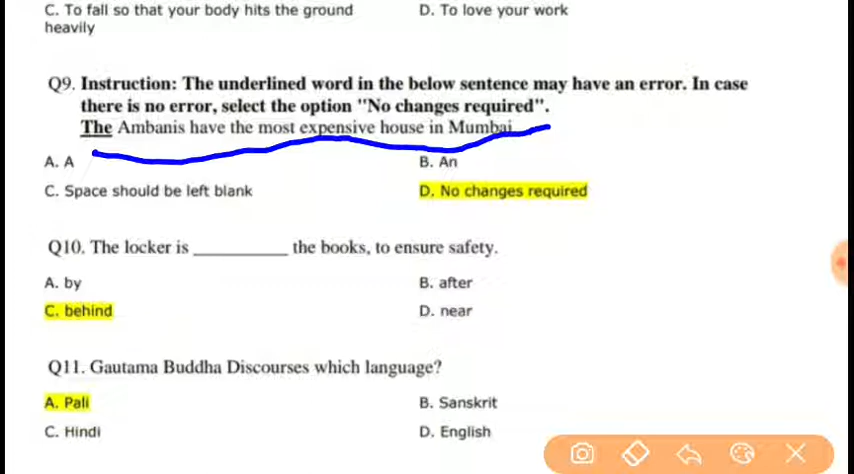 C. To fall so that your body hits the ground D. To love your work
heavily
Q9. Instruction: The underlined word in the below sentence may have an error. In case
there is no error, select the option "No changes required".
The Ambanis have the most expensive house in Mumbai
A. A B. An
C. Space should be left blank D. No changes required
Q10. The locker is __________ the books, to ensure safety.
A. by B. after
C. behind D. near
Q11. Gautama Buddha Discourses which language?
A. Pali B. Sanskrit
C. Hindi D. English